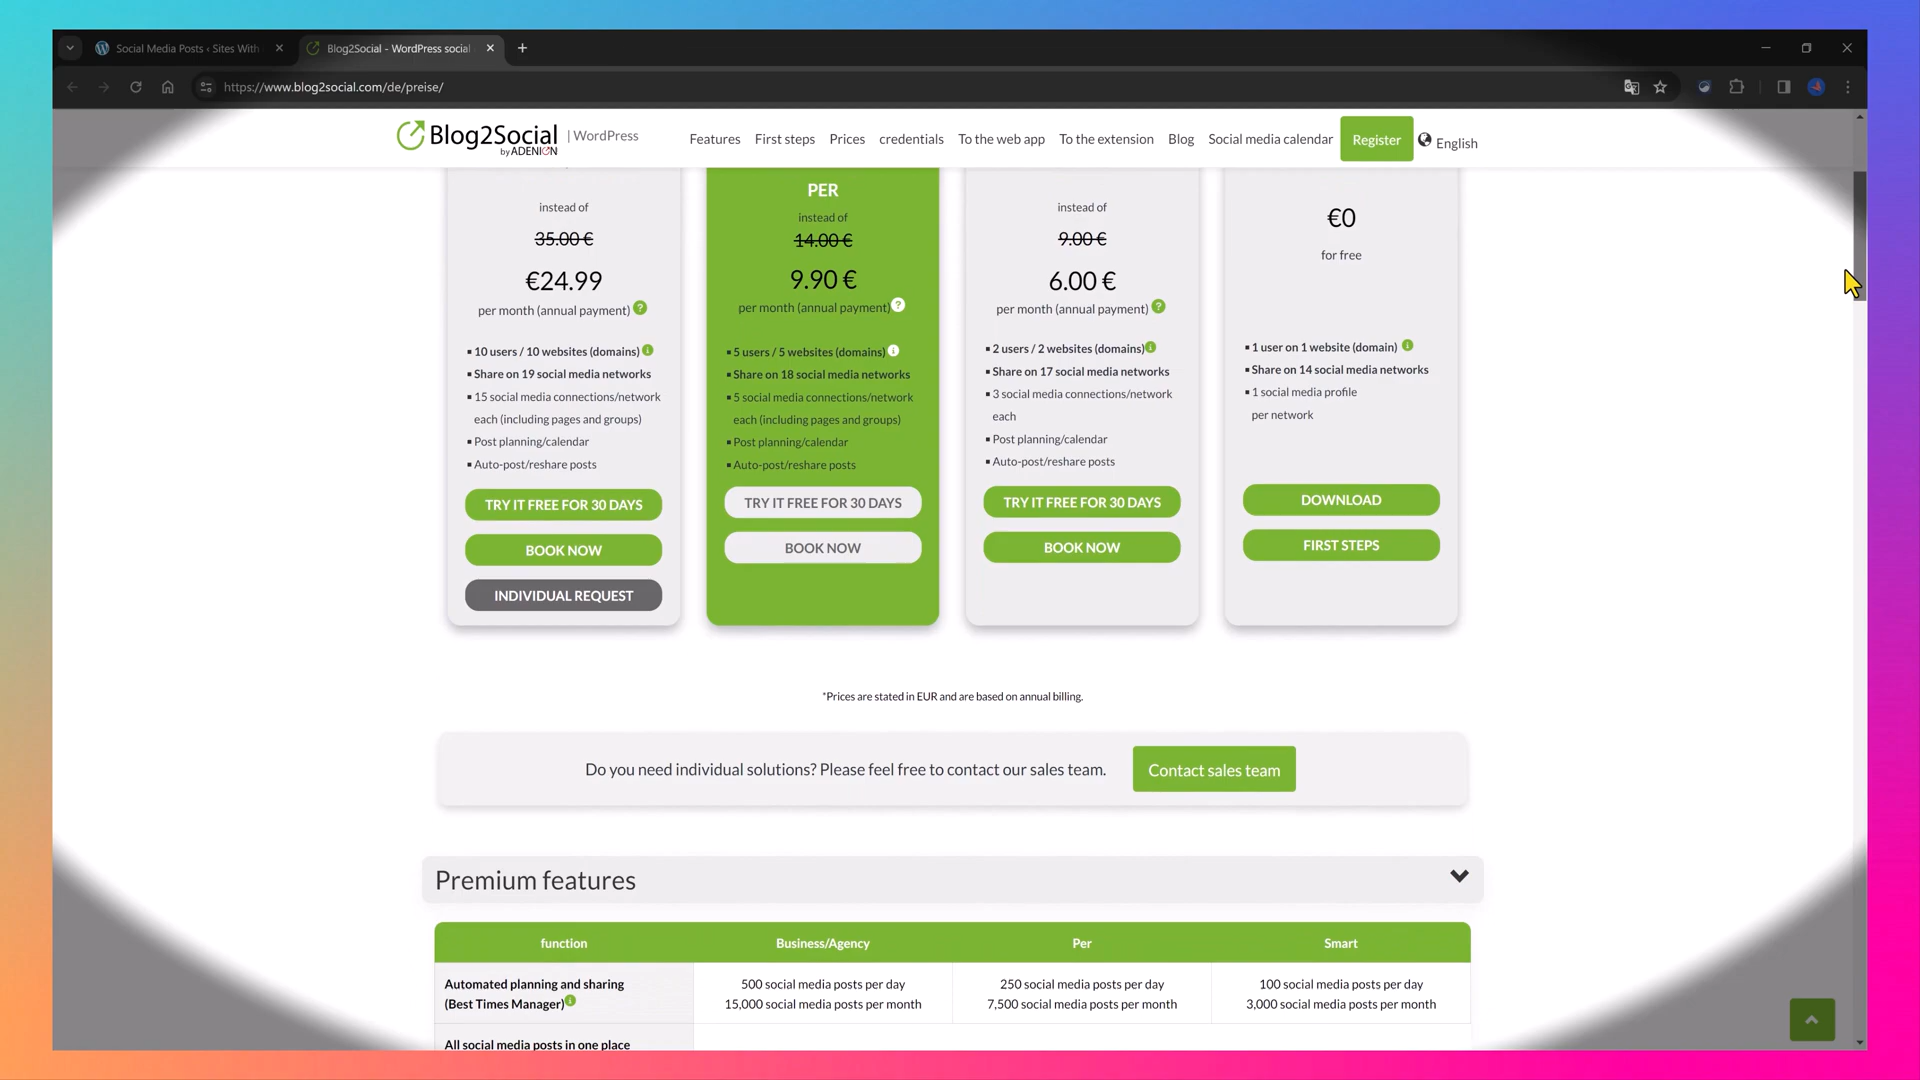 Social Media Posts ‹ Sites With
Blog2Social - WordPress social
https://www.blog2social.com/de/preise/
Blog2Social
by ADENION
| WordPress
Features
First steps
Prices
credentials
To the web app
To the extension
Blog
Social media calendar
Register
English
instead of
35.00 €
€24.99
per month (annual payment) ?
▪ 10 users / 10 websites (domains) i
▪ Share on 19 social media networks
▪ 15 social media connections/network
each (including pages and groups)
▪ Post planning/calendar
▪ Auto-post/reshare posts
TRY IT FREE FOR 30 DAYS
BOOK NOW
INDIVIDUAL REQUEST
PER
instead of
14.00 €
9.90 €
per month (annual payment) ?
▪ 5 users / 5 websites (domains) i
▪ Share on 18 social media networks
▪ 5 social media connections/network
each (including pages and groups)
▪ Post planning/calendar
▪ Auto-post/reshare posts
TRY IT FREE FOR 30 DAYS
BOOK NOW
instead of
9.00 €
6.00 €
per month (annual payment) ?
▪ 2 users / 2 websites (domains) i
▪ Share on 17 social media networks
▪ 3 social media connections/network
each
▪ Post planning/calendar
▪ Auto-post/reshare posts
TRY IT FREE FOR 30 DAYS
BOOK NOW
€0
for free
▪ 1 user on 1 website (domain) i
▪ Share on 14 social media networks
▪ 1 social media profile
per network
DOWNLOAD
FIRST STEPS
*Prices are stated in EUR and are based on annual billing.
Do you need individual solutions? Please feel free to contact our sales team.
Contact sales team
Premium features
function Business/Agency Per Smart
Automated planning and sharing
(Best Times Manager) i
500 social media posts per day
15,000 social media posts per month
250 social media posts per day
7,500 social media posts per month
100 social media posts per day
3,000 social media posts per month
All social media posts in one place